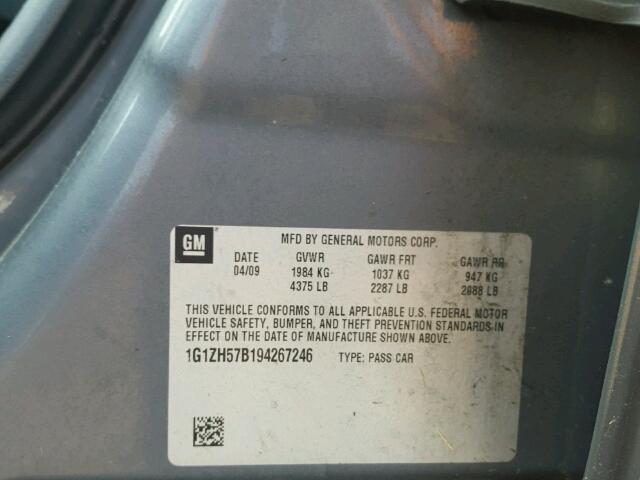 GM MFD BY GENERAL MOTORS CORP.
DATE GVWR GAWR FRT GAWR RR
04/09 1984 KG 1037 KG 947 KG
4375 LB 2287 LB 2088 LB
THIS VEHICLE CONFORMS TO ALL APPLICABLE U.S. FEDERAL MOTOR
VEHICLE SAFETY, BUMPER, AND THEFT PREVENTION STANDARDS IN
EFFECT ON THE DATE OF MANUFACTURE SHOWN ABOVE.
1G1ZH57B194267246 TYPE: PASS CAR